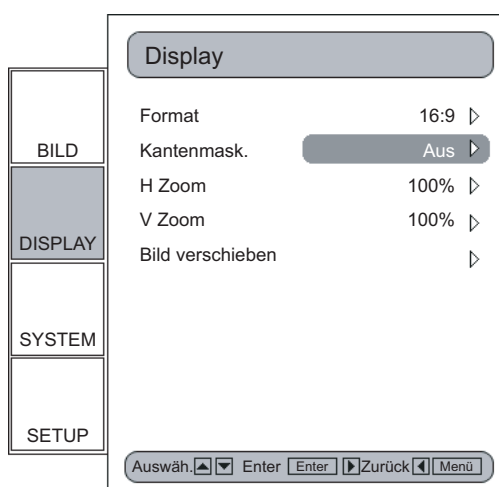 Display
BILD
DISPLAY
SYSTEM
SETUP
Format 16:9
Kantenmask. Aus
H Zoom 100%
V Zoom 100%
Bild verschieben
Auswäh. Enter Enter Zurück Menü